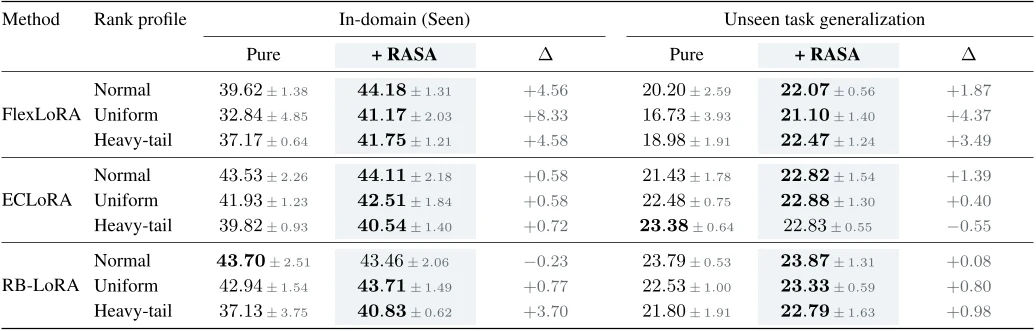 Method Rank profile In-domain (Seen) Unseen task generalization
Pure + RASA Δ Pure + RASA Δ
Normal 39.62 ± 1.38 44.18 ± 1.31 +4.56 20.20 ± 2.59 22.07 ± 0.56 +1.87
FlexLoRA Uniform 32.84 ± 4.85 41.17 ± 2.03 +8.33 16.73 ± 3.93 21.10 ± 1.40 +4.37
Heavy-tail 37.17 ± 0.64 41.75 ± 1.21 +4.58 18.98 ± 1.91 22.47 ± 1.24 +3.49
Normal 43.53 ± 2.26 44.11 ± 2.18 +0.58 21.43 ± 1.78 22.82 ± 1.54 +1.39
ECLoRA Uniform 41.93 ± 1.23 42.51 ± 1.84 +0.58 22.48 ± 0.75 22.88 ± 1.30 +0.40
Heavy-tail 39.82 ± 0.93 40.54 ± 1.40 +0.72 23.38 ± 0.64 22.83 ± 0.55 −0.55
Normal 43.70 ± 2.51 43.46 ± 2.06 −0.23 23.79 ± 0.53 23.87 ± 1.31 +0.08
RB-LoRA Uniform 42.94 ± 1.54 43.71 ± 1.49 +0.77 22.53 ± 1.00 23.33 ± 0.59 +0.80
Heavy-tail 37.13 ± 3.75 40.83 ± 0.62 +3.70 21.80 ± 1.91 22.79 ± 1.63 +0.98